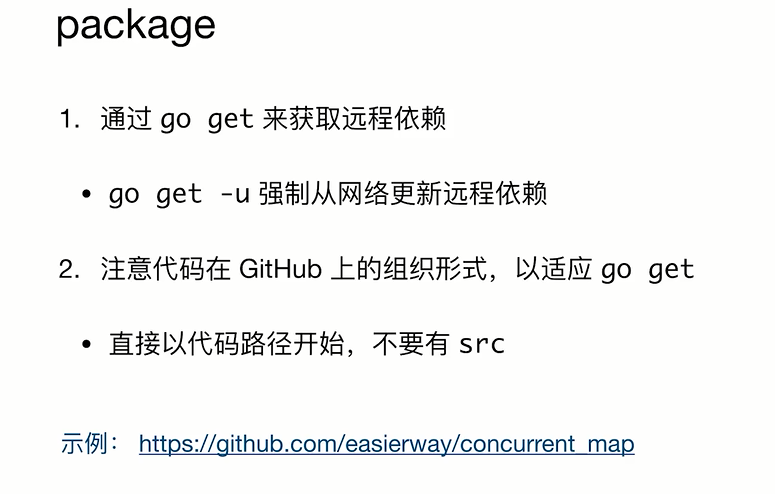 package
1. 通过 go get 来获取远程依赖
• go get -u 强制从网络更新远程依赖
2. 注意代码在 GitHub 上的组织形式，以适应 go get
• 直接以代码路径开始，不要有 src
示例： https://github.com/easierway/concurrent_map